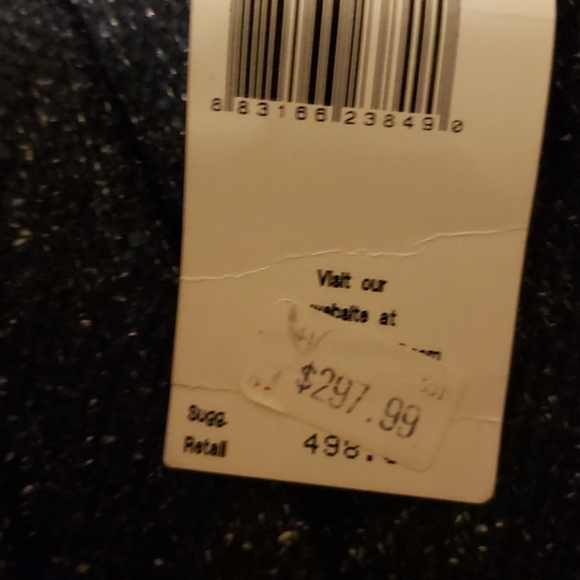 8 83166 23849 0
Visit our
website at
$297.99
Sugg.
Retail